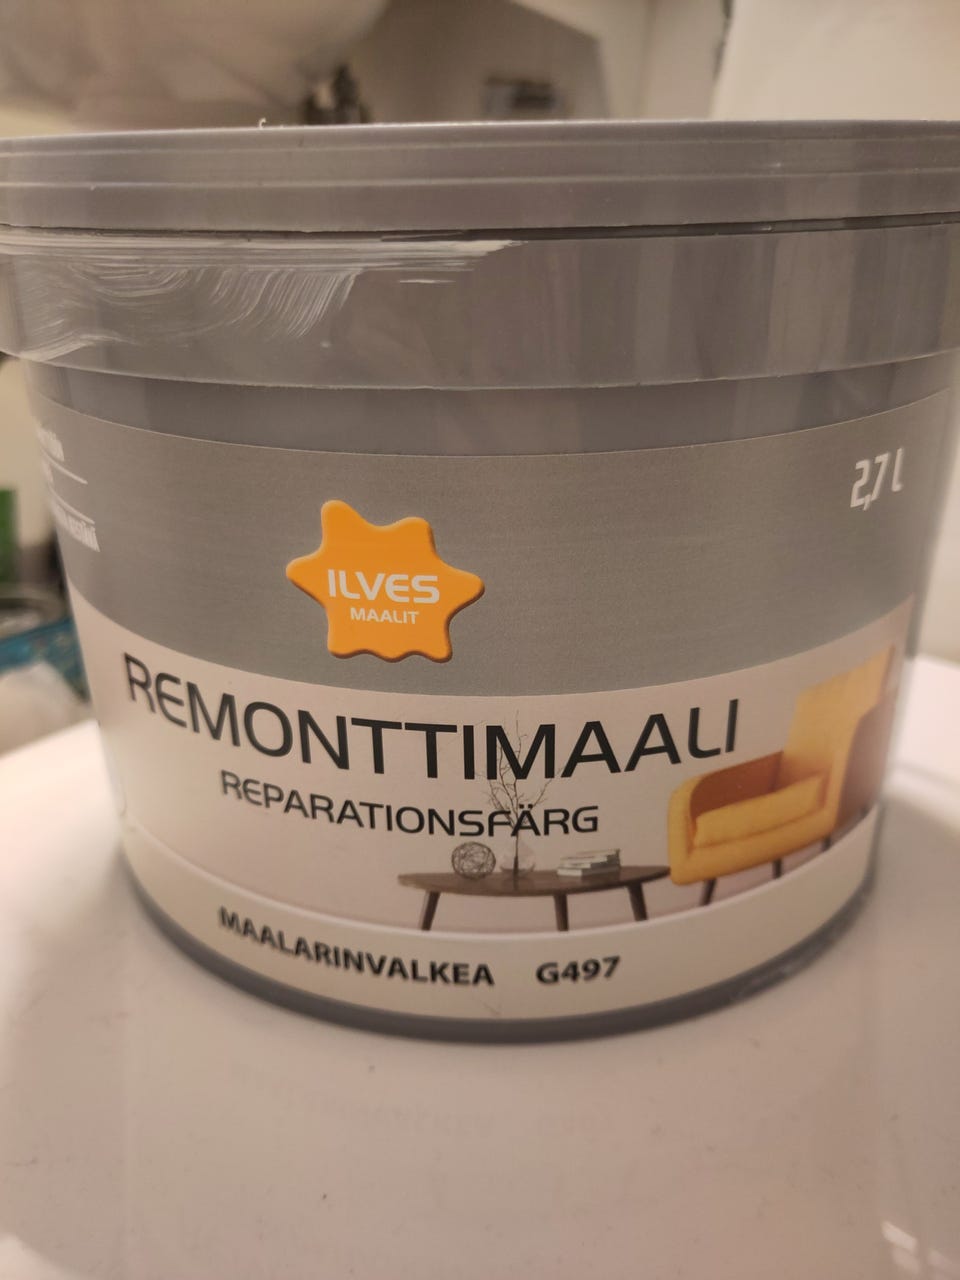 2,7 L
ILVES
MAALIT
REMONTTIMAALI
REPARATIONSFÄRG
MAALARINVALKEA G497